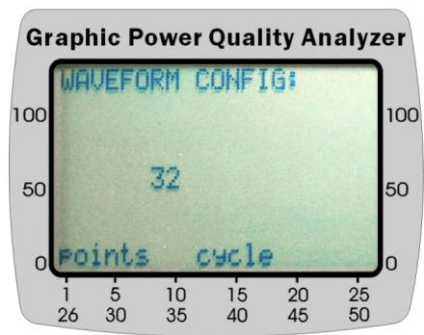 Graphic Power Quality Analyzer
WAVEFORM CONFIG:
100 100
32
50 50
points cycle
0 0
1 5 10 15 20 25
26 30 35 40 45 50